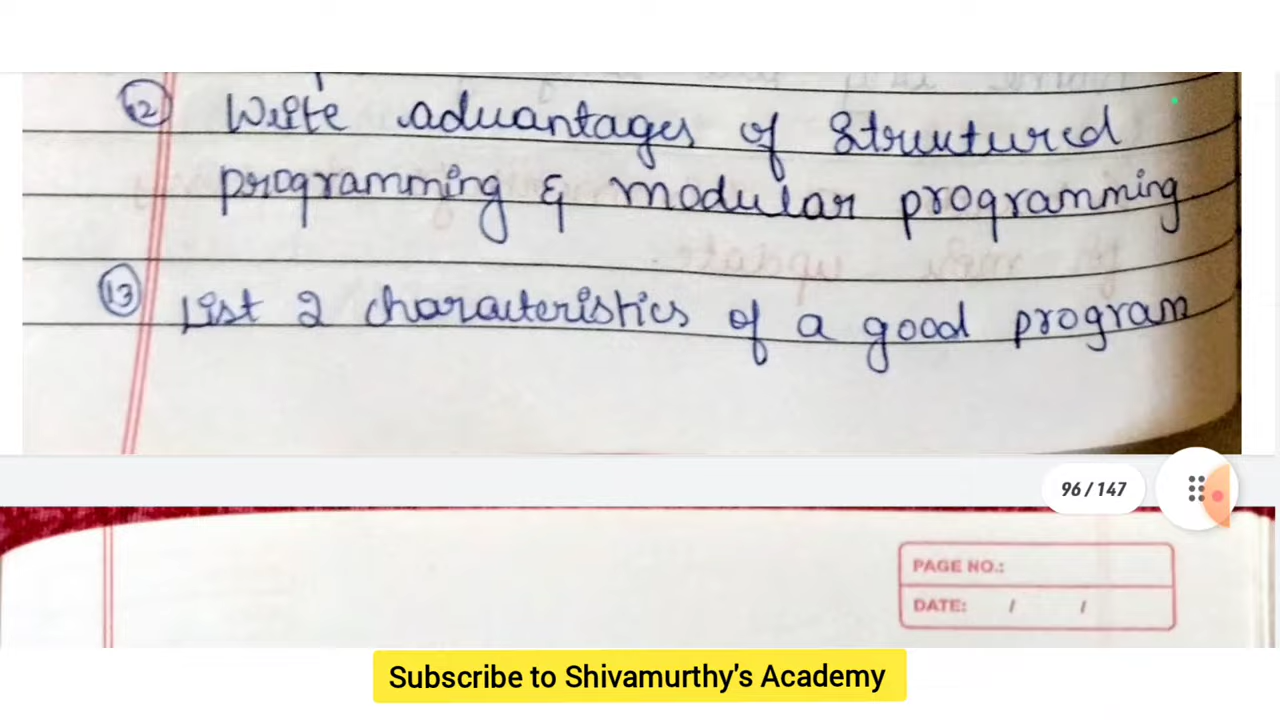 12 Write advantages of Structured
programming & modular programming
13 List 2 characteristics of a good program
96 / 147
PAGE NO.:
DATE: / /
Subscribe to Shivamurthy's Academy